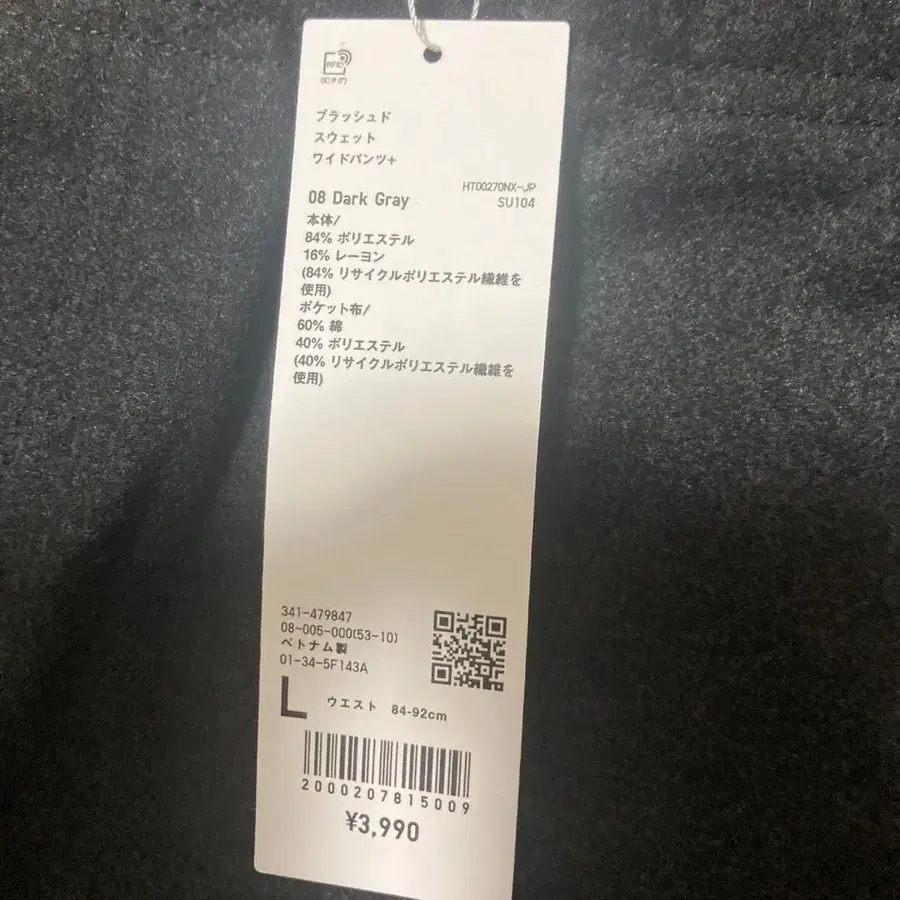 RFID
(ICタグ)
ブラッシュド
スウェット
ワイドパンツ+
HT00270NX-JP
08 Dark Gray
SU104
本体/
84% ポリエステル
16% レーヨン
(84% リサイクルポリエステル繊維を
使用)
ポケット布/
60% 綿
40% ポリエステル
(40% リサイクルポリエステル繊維を
使用)
341-479847
08-005-000(53-10)
ベトナム製
01-34-5F143A
L ウエスト 84-92cm
2000207815009
¥3,990